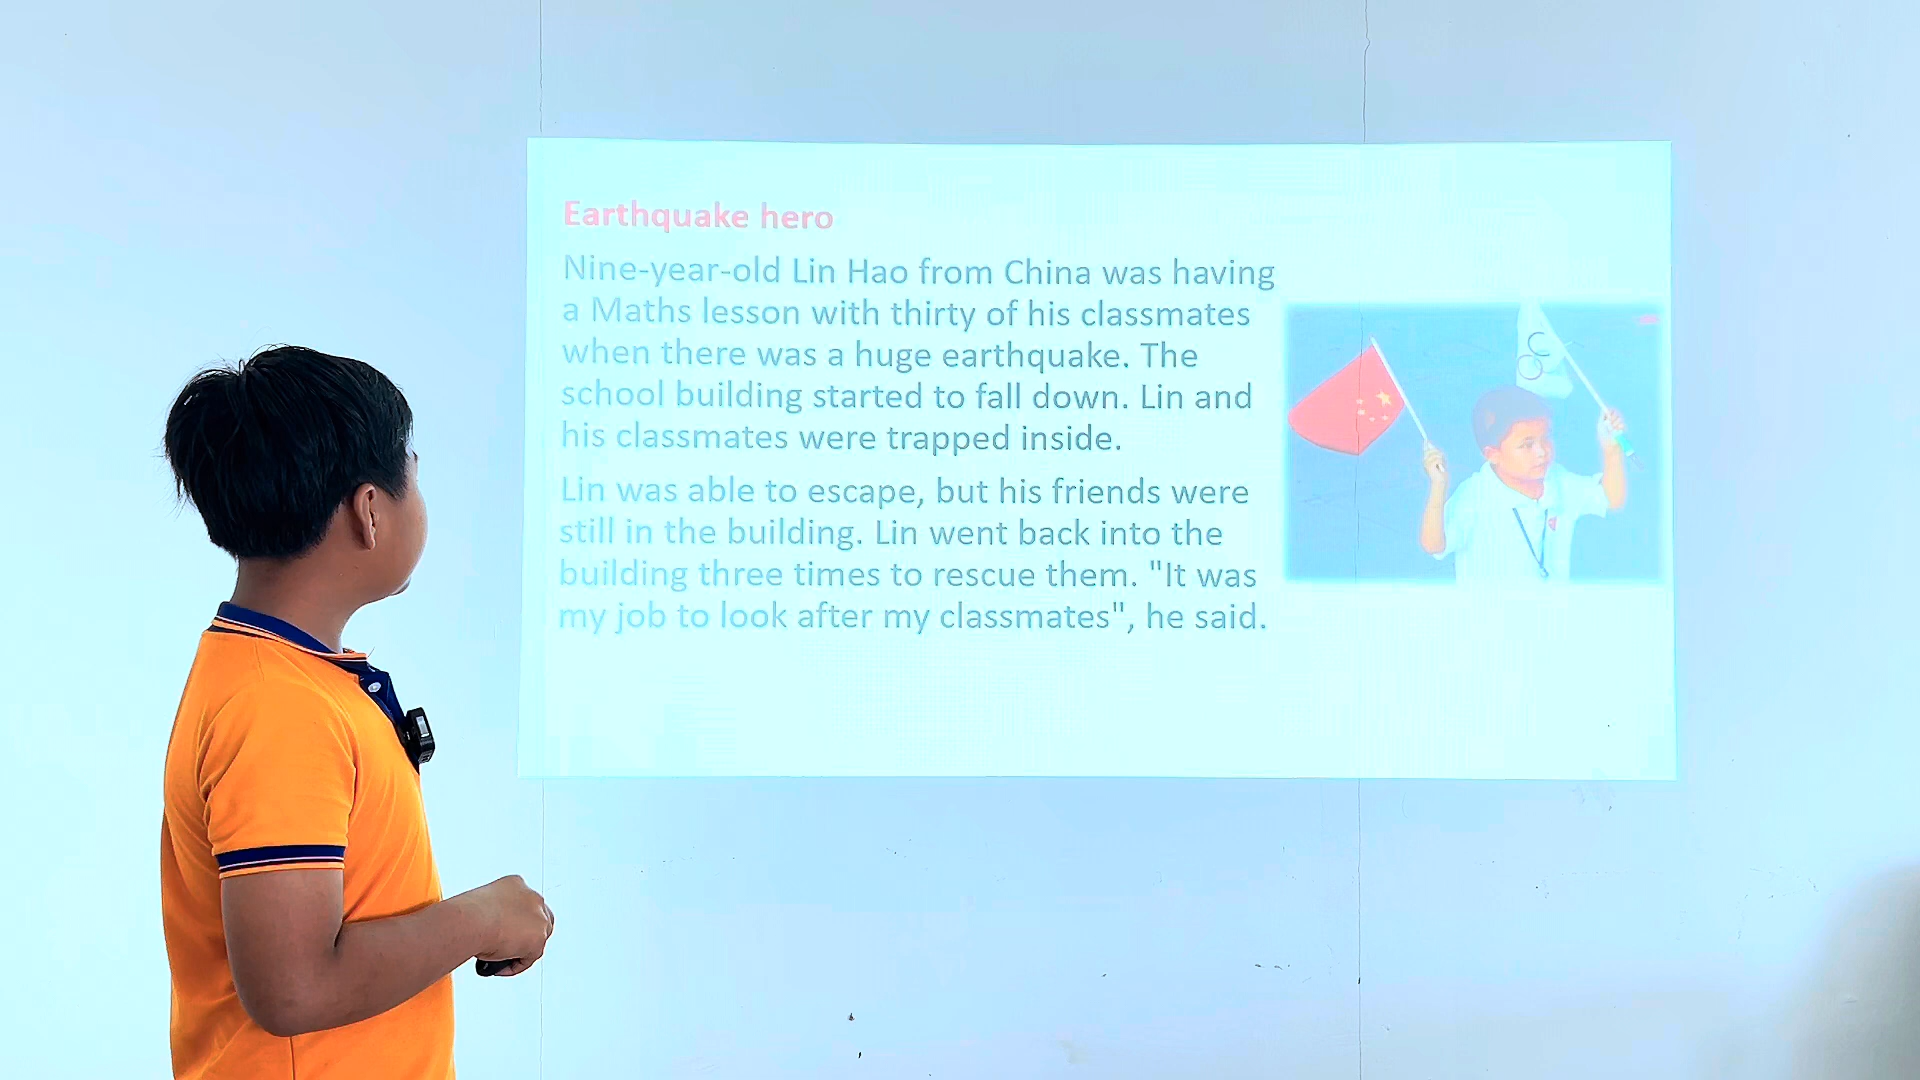 Earthquake hero
Nine-year-old Lin Hao from China was having
a Maths lesson with thirty of his classmates
when there was a huge earthquake. The
school building started to fall down. Lin and
his classmates were trapped inside.
Lin was able to escape, but his friends were
still in the building. Lin went back into the
building three times to rescue them. "It was
my job to look after my classmates", he said.